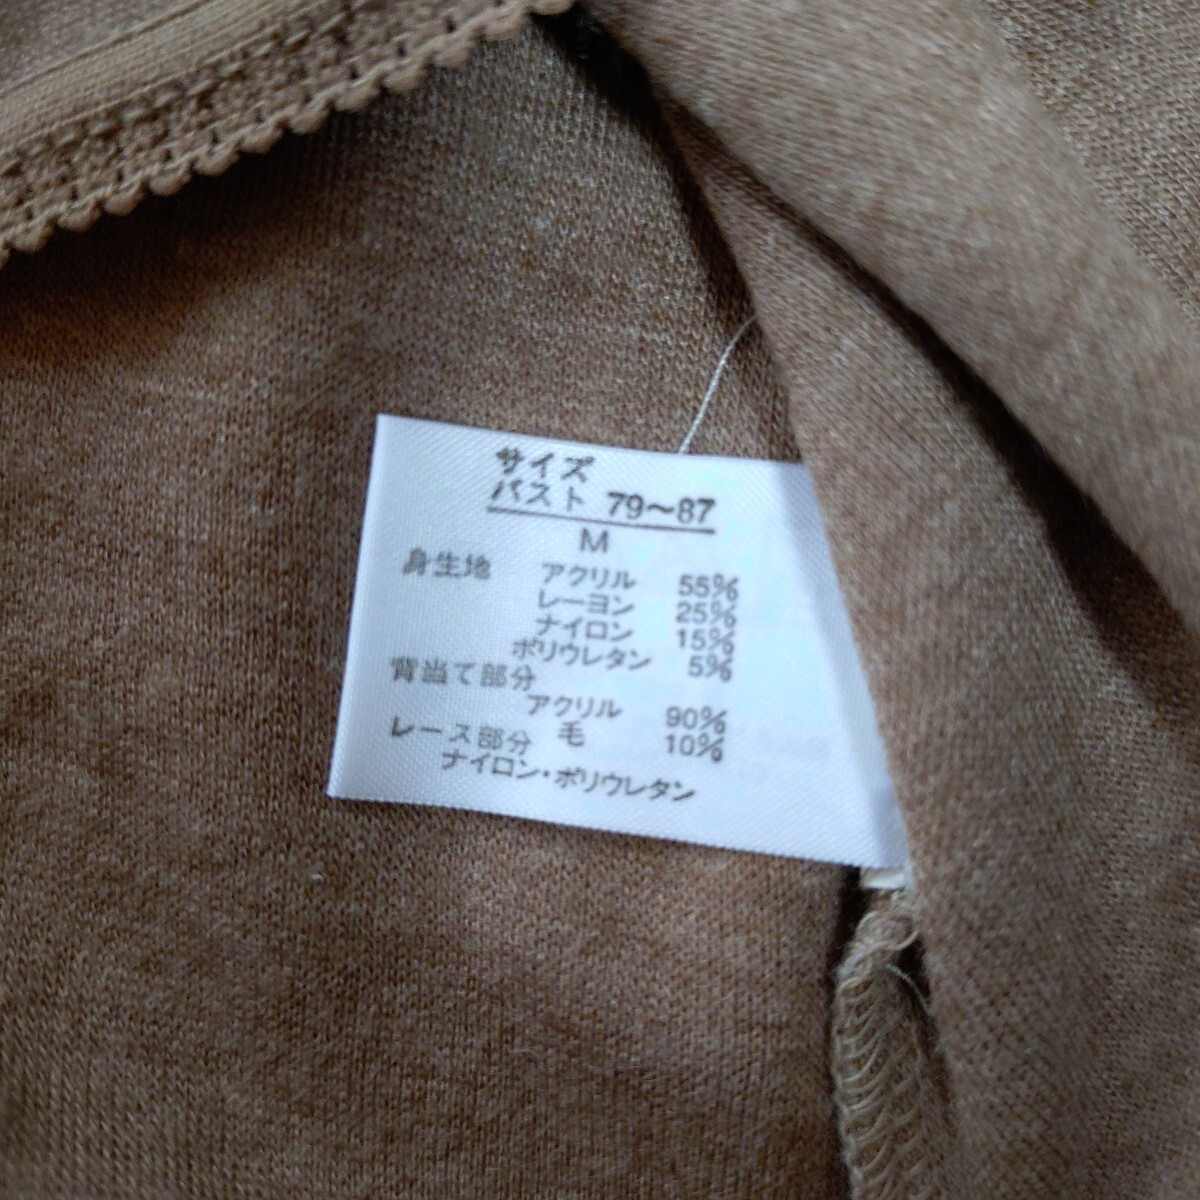 サイズ
バスト 79〜87
M
身生地 アクリル 55%
レーヨン 25%
ナイロン 15%
ポリウレタン 5%
背当て部分
アクリル 90%
毛 10%
レース部分
ナイロン・ポリウレタン